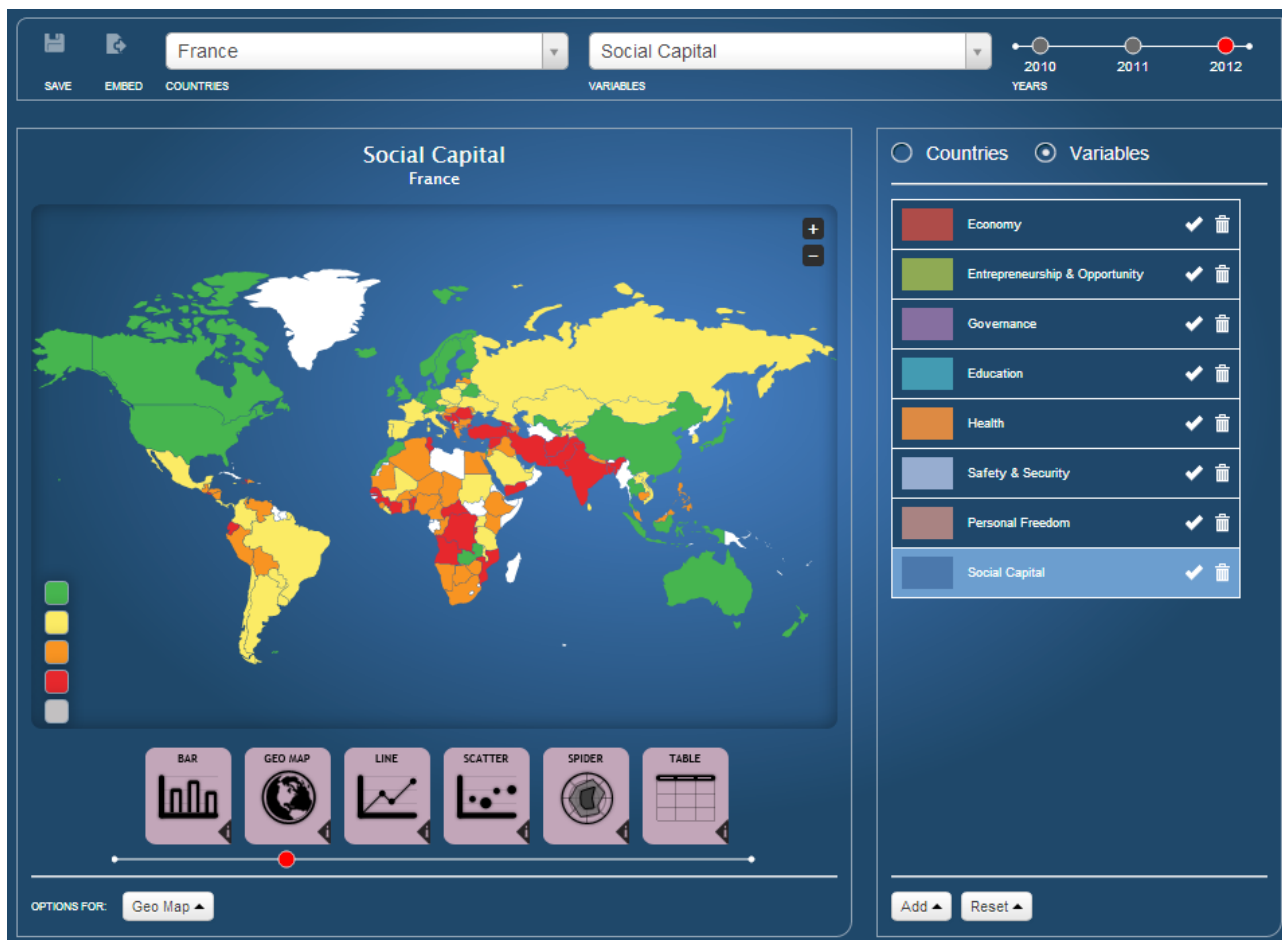 France
Social Capital
2010
2011
2012
SAVE
EMBED
COUNTRIES
VARIABLES
YEARS
Social Capital
France
+
−
BAR
GEO MAP
LINE
SCATTER
SPIDER
TABLE
i
i
i
i
i
i
OPTIONS FOR:
Geo Map
Countries
Variables
Economy
Entrepreneurship & Opportunity
Governance
Education
Health
Safety & Security
Personal Freedom
Social Capital
Add
Reset